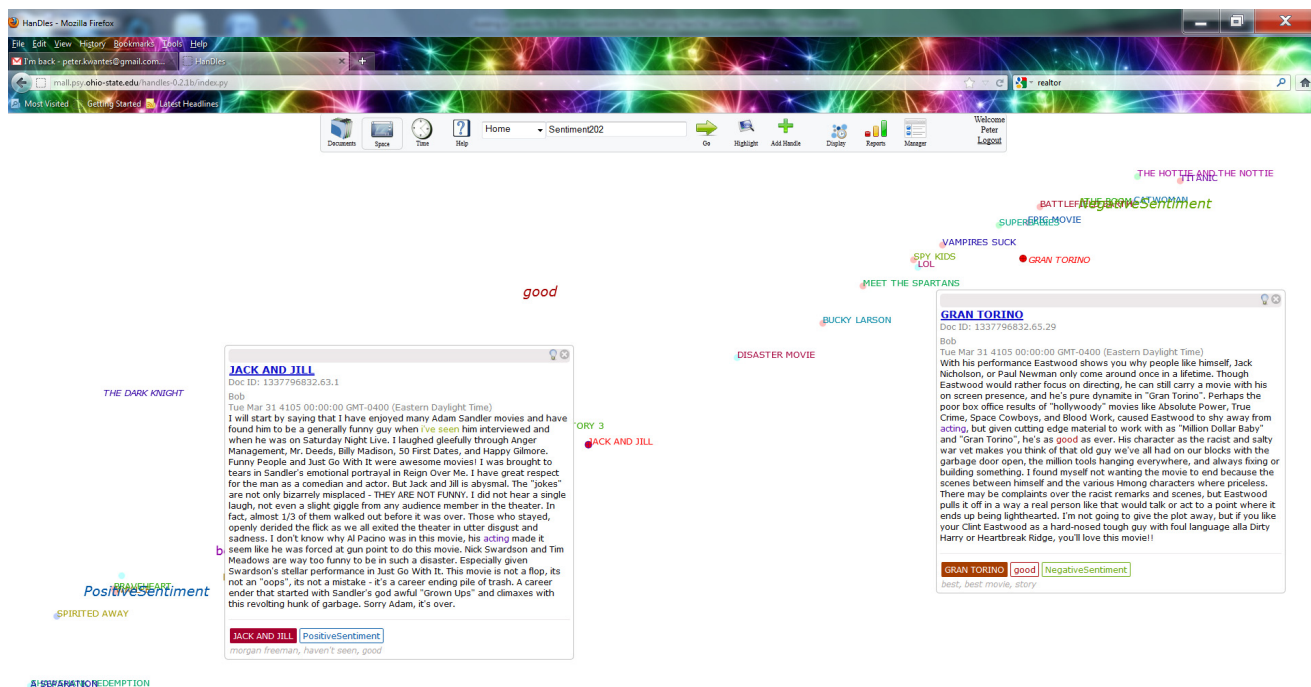 HanDles - Mozilla Firefox
File Edit View History Bookmarks Tools Help
I'm back - peter.kwantes@gmail.com...
HanDles
mall.psy.ohio-state.edu/handles-0.2.1b/index.py
realtor
Most Visited Getting Started Latest Headlines
Documents Space Time Help Home Sentiment202 Go Highlight Add Handle Display Reports Manager
Welcome
Peter
Logout
THE HOTTIE AND THE NOTTIE
TITANIC
CATWOMAN
BATTLEFIELD EARTH
NegativeSentiment
SUPERBABIES
EPIC MOVIE
VAMPIRES SUCK
SPY KIDS
LOL
GRAN TORINO
MEET THE SPARTANS
good
BUCKY LARSON
DISASTER MOVIE
THE DARK KNIGHT
TORY 3
JACK AND JILL
BRAVEHEART
PositiveSentiment
SPIRITED AWAY
A SEPARATION
REDEMPTION
JACK AND JILL
Doc ID: 1337796832.63.1
Bob
Tue Mar 31 4105 00:00:00 GMT-0400 (Eastern Daylight Time)
I will start by saying that I have enjoyed many Adam Sandler movies and have
found him to be a generally funny guy when i've seen him interviewed and
when he was on Saturday Night Live. I laughed gleefully through Anger
Management, Mr. Deeds, Billy Madison, 50 First Dates, and Happy Gilmore.
Funny People and Just Go With It were awesome movies! I was brought to
tears in Sandler's emotional portrayal in Reign Over Me. I have great respect
for the man as a comedian and actor. But Jack and Jill is abysmal. The "jokes"
are not only bizarrely misplaced - THEY ARE NOT FUNNY. I did not hear a single
laugh, not even a slight giggle from any audience member in the theater. In
fact, almost 1/3 of them walked out before it was over. Those who stayed,
openly derided the flick as we all exited the theater in utter disgust and
sadness. I don't know why Al Pacino was in this movie, his acting made it
seem like he was forced at gun point to do this movie. Nick Swardson and Tim
Meadows are way too funny to be in such a disaster. Especially given
Swardson's stellar performance in Just Go With It. This movie is not a flop, its
not an "oops", its not a mistake - it's a career ending pile of trash. A career
ender that started with Sandler's god awful "Grown Ups" and climaxes with
this revolting hunk of garbage. Sorry Adam, it's over.
JACK AND JILL PositiveSentiment
morgan freeman, haven't seen, good
GRAN TORINO
Doc ID: 1337796832.65.29
Bob
Tue Mar 31 4105 00:00:00 GMT-0400 (Eastern Daylight Time)
With his performance Eastwood shows you why people like himself, Jack
Nicholson, or Paul Newman only come around once in a lifetime. Though
Eastwood would rather focus on directing, he can still carry a movie with his
on screen presence, and he's pure dynamite in "Gran Torino". Perhaps the
poor box office results of "hollywoody" movies like Absolute Power, True
Crime, Space Cowboys, and Blood Work, caused Eastwood to shy away from
acting, but given cutting edge material to work with as "Million Dollar Baby"
and "Gran Torino", he's as good as ever. His character as the racist and salty
war vet makes you think of that old guy we've all had on our blocks with the
garbage door open, the million tools hanging everywhere, and always fixing or
building something. I found myself not wanting the movie to end because the
scenes between himself and the various Hmong characters where priceless.
There may be complaints over the racist remarks and scenes, but Eastwood
pulls it off in a way a real person like that would talk or act to a point where it
ends up being lighthearted. I'm not going to give the plot away, but if you like
your Clint Eastwood as a hard-nosed tough guy with foul language alla Dirty
Harry or Heartbreak Ridge, you'll love this movie!!
GRAN TORINO good NegativeSentiment
best, best movie, story